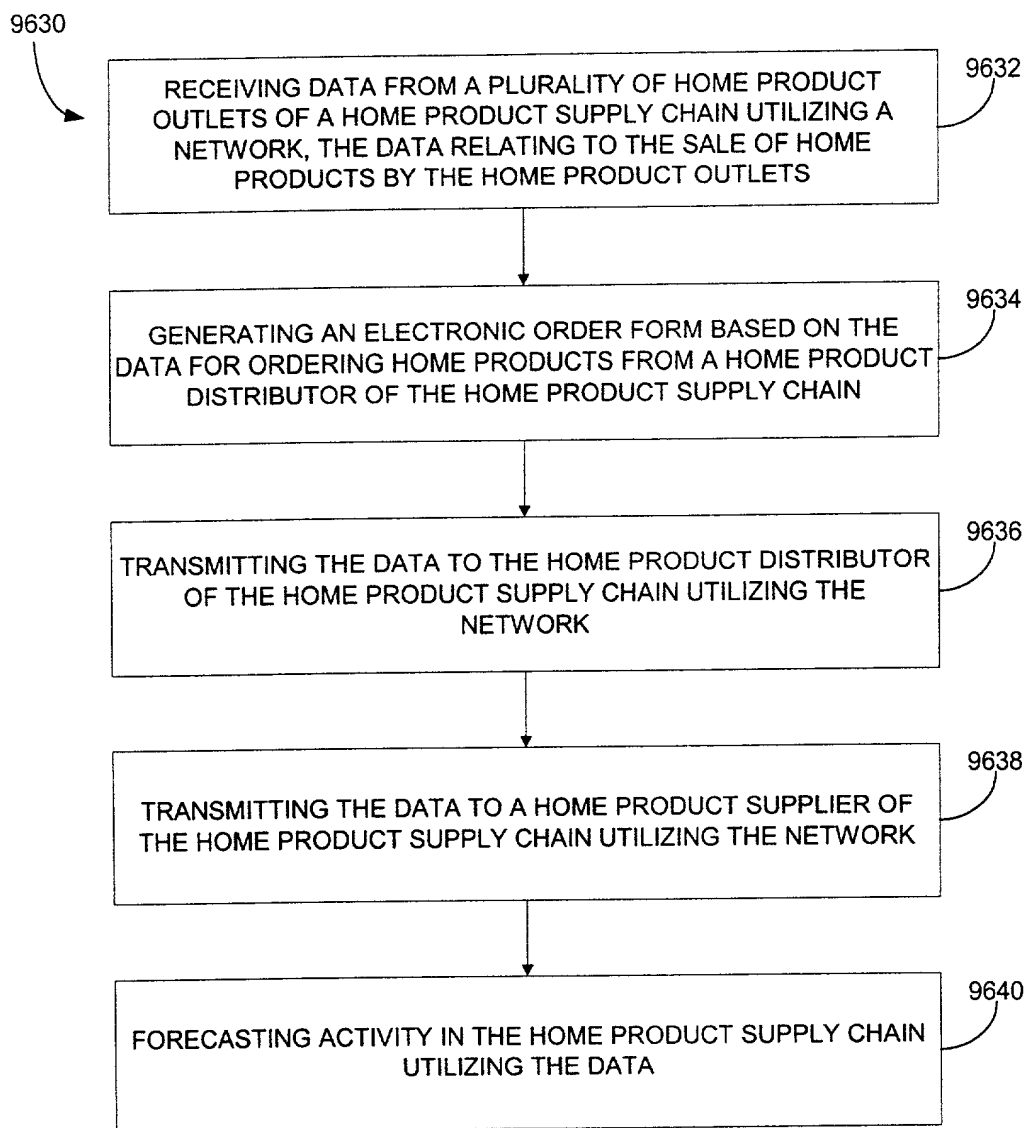 9630
9632
RECEIVING DATA FROM A PLURALITY OF HOME PRODUCT
OUTLETS OF A HOME PRODUCT SUPPLY CHAIN UTILIZING A
NETWORK, THE DATA RELATING TO THE SALE OF HOME
PRODUCTS BY THE HOME PRODUCT OUTLETS
9634
GENERATING AN ELECTRONIC ORDER FORM BASED ON THE
DATA FOR ORDERING HOME PRODUCTS FROM A HOME PRODUCT
DISTRIBUTOR OF THE HOME PRODUCT SUPPLY CHAIN
9636
TRANSMITTING THE DATA TO THE HOME PRODUCT DISTRIBUTOR
OF THE HOME PRODUCT SUPPLY CHAIN UTILIZING THE
NETWORK
9638
TRANSMITTING THE DATA TO A HOME PRODUCT SUPPLIER OF
THE HOME PRODUCT SUPPLY CHAIN UTILIZING THE NETWORK
9640
FORECASTING ACTIVITY IN THE HOME PRODUCT SUPPLY CHAIN
UTILIZING THE DATA